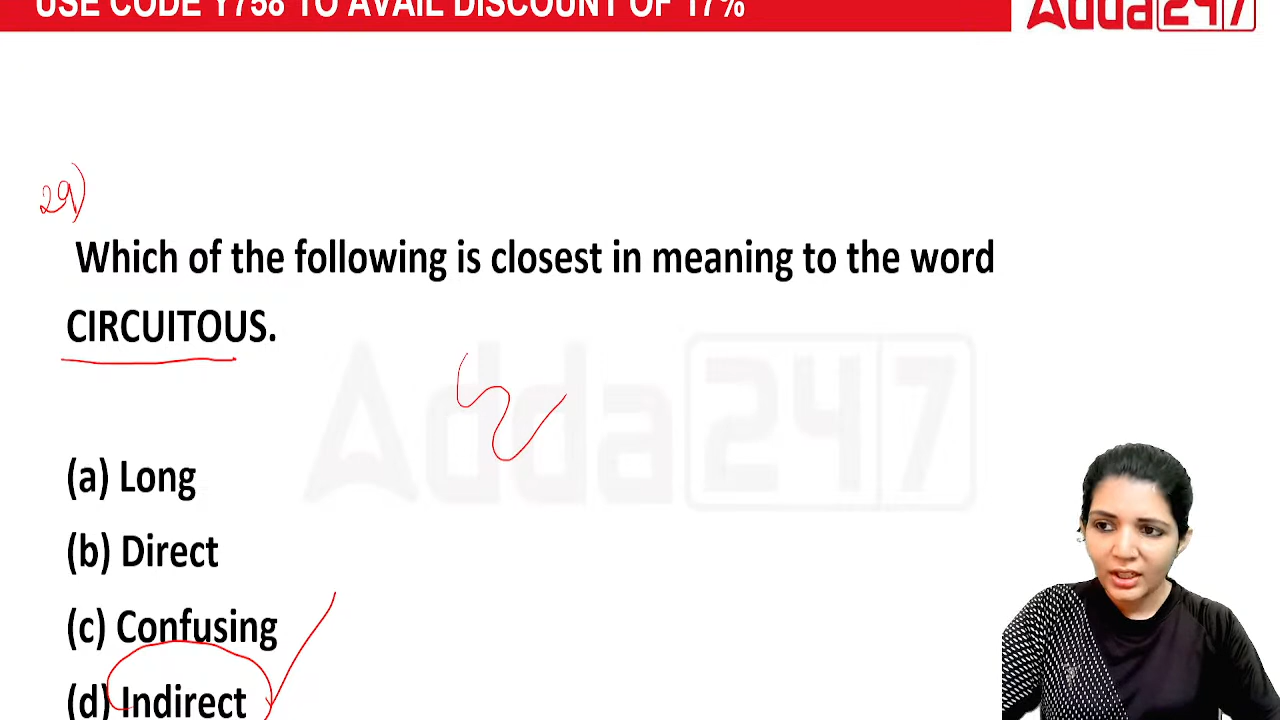 USE CODE Y758 TO AVAIL DISCOUNT OF 17%
Adda247
29)
Which of the following is closest in meaning to the word
CIRCUITOUS.
Adda247
(a) Long
(b) Direct
(c) Confusing
(d) Indirect